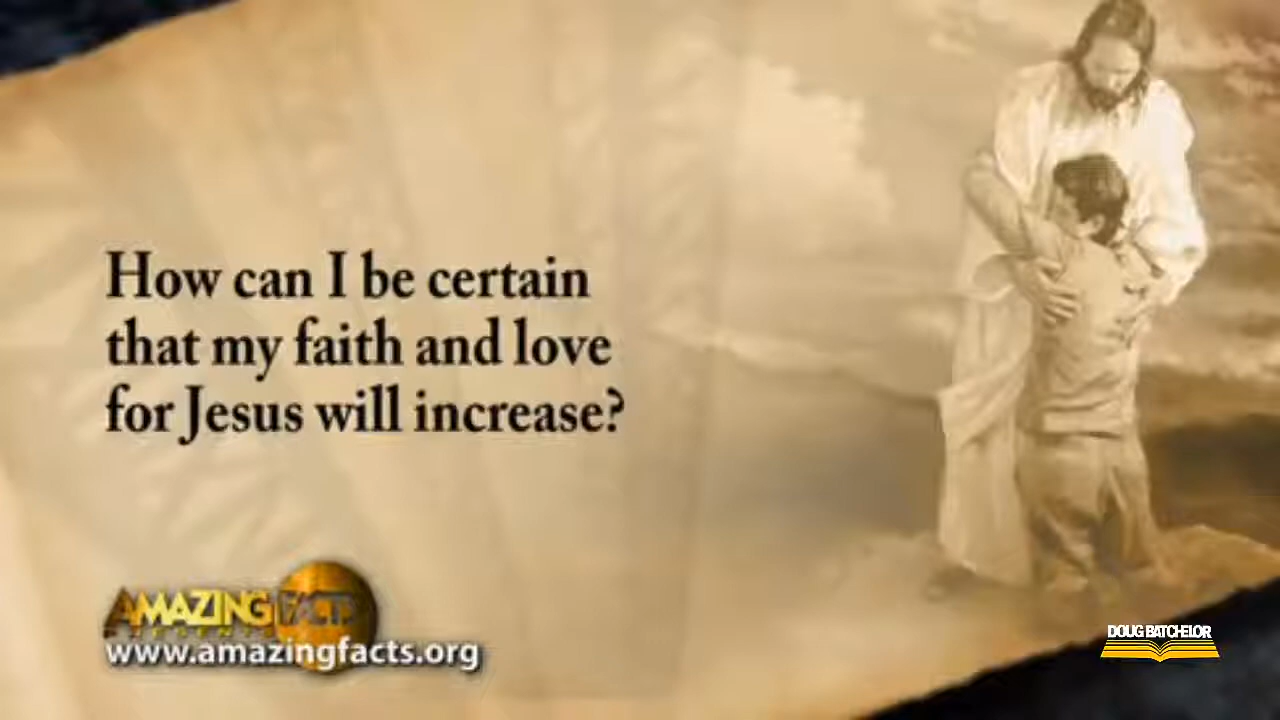 How can I be certain
that my faith and love
for Jesus will increase?
AMAZING FACTS
PRESENTS
www.amazingfacts.org
DOUG BATCHELOR